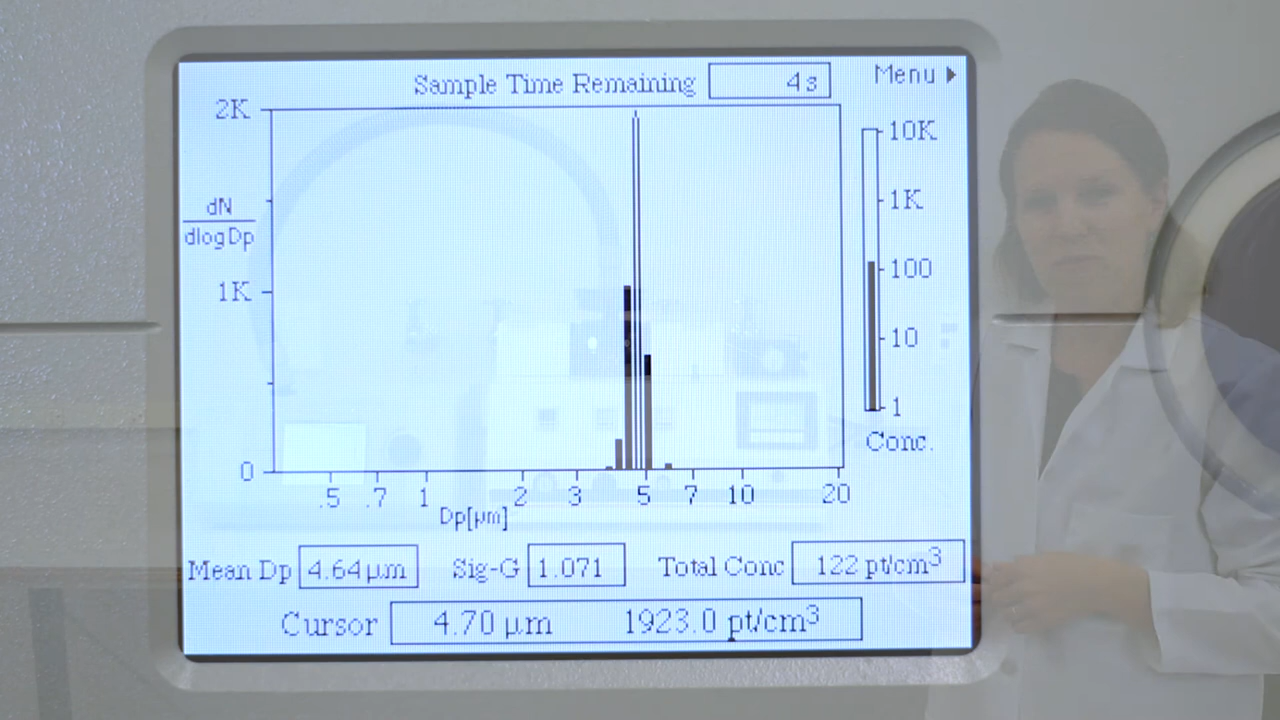 Sample Time Remaining 4s Menu
2K
10K
dN
dlogDp
1K
100
1K
10
1
Conc.
0
.5 .7 1 2 3 5 7 10 20
Dp[µm]
Mean Dp 4.64µm Sig-G 1.071 Total Conc 122 pt/cm³
Cursor 4.70 µm 1923.0 pt/cm³